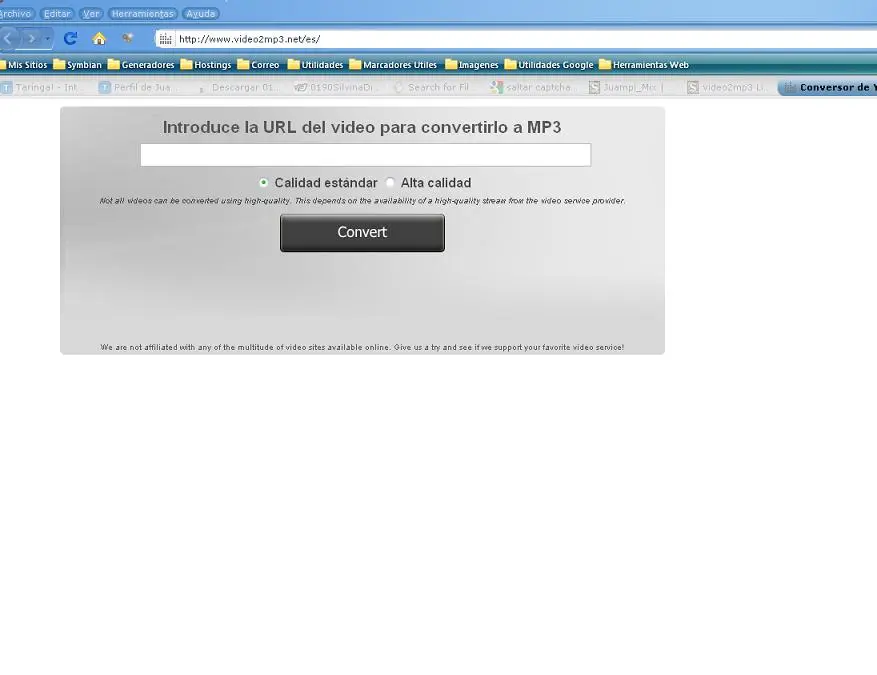 Archivo Editar Ver Herramientas Ayuda
http://www.video2mp3.net/es/
Mis Sitios Symbian Generadores Hostings Correo Utilidades Marcadores Utiles Imagenes Utilidades Google Herramientas Web
Taringa! - Int... Perfil de Jua... Descargar 01... 0190SilvinaDi... Search for Fil... saltar captcha... Juampi_Mix | ... video2mp3 Li... Conversor de Y
Introduce la URL del video para convertirlo a MP3
Calidad estándar Alta calidad
Not all videos can be converted using high-quality. This depends on the availability of a high-quality stream from the video service provider.
Convert
We are not affiliated with any of the multitude of video sites available online. Give us a try and see if we support your favorite video service!